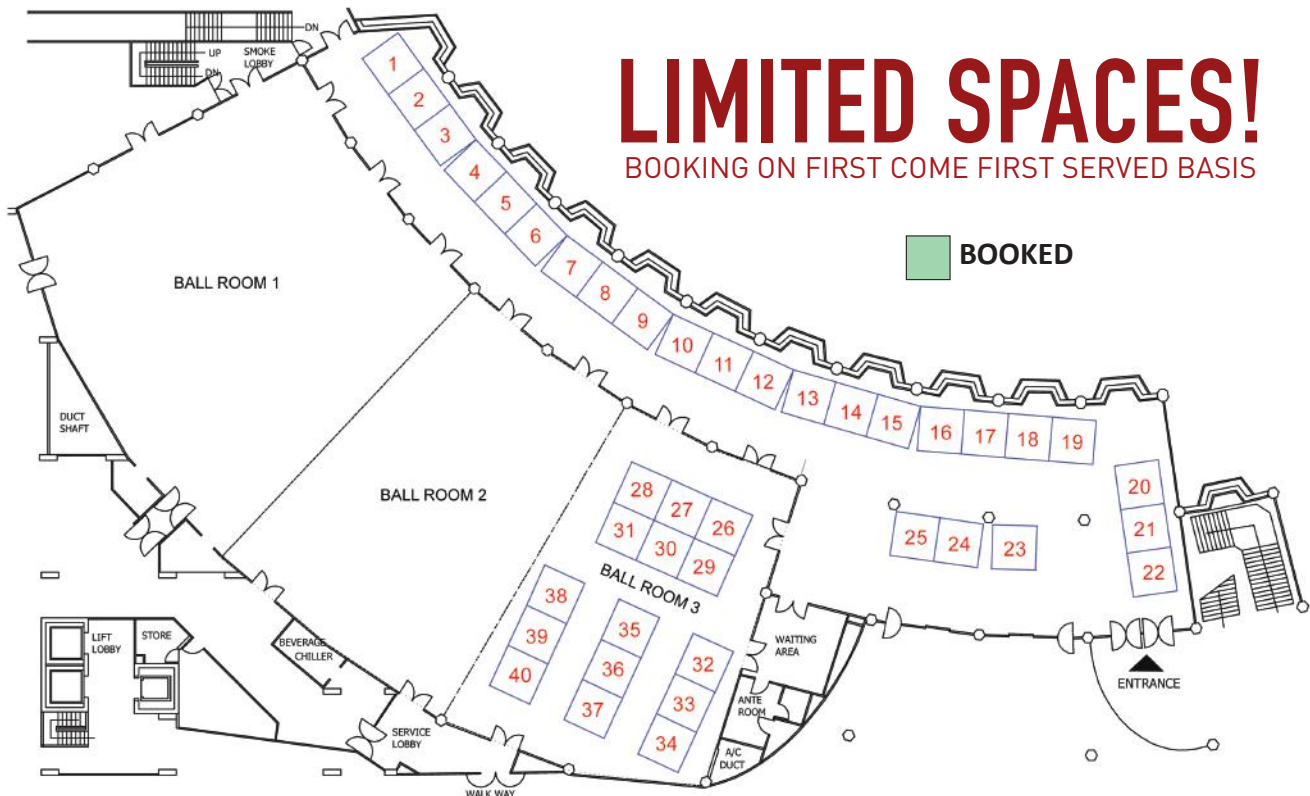 LIMITED SPACES!
BOOKING ON FIRST COME FIRST SERVED BASIS
BOOKED
DN
UP
SMOKE
LOBBY
DN
1
2
3
4
5
6
7
8
9
10
11
12
13
14
15
16
17
18
19
20
21
22
23
24
25
BALL ROOM 1
BALL ROOM 2
BALL ROOM 3
28
27
26
31
30
29
38
39
40
35
36
37
32
33
34
DUCT
SHAFT
LIFT
LOBBY
STORE
BEVERAGE
CHILLER
SERVICE
LOBBY
WALK WAY
WAITING
AREA
ANTE
ROOM
A/C
DUCT
ENTRANCE